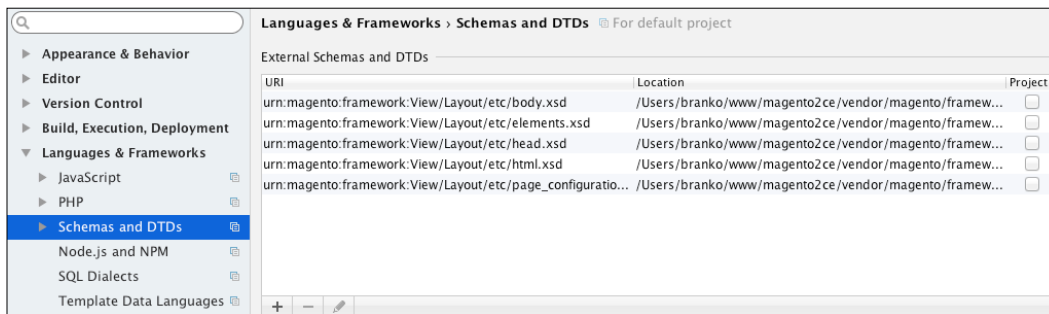 Languages & Frameworks › Schemas and DTDs For default project
Appearance & Behavior
Editor
Version Control
Build, Execution, Deployment
Languages & Frameworks
JavaScript
PHP
Schemas and DTDs
Node.js and NPM
SQL Dialects
Template Data Languages
External Schemas and DTDs
URI Location Project
urn:magento:framework:View/Layout/etc/body.xsd /Users/branko/www/magento2ce/vendor/magento/framew...
urn:magento:framework:View/Layout/etc/elements.xsd /Users/branko/www/magento2ce/vendor/magento/framew...
urn:magento:framework:View/Layout/etc/head.xsd /Users/branko/www/magento2ce/vendor/magento/framew...
urn:magento:framework:View/Layout/etc/html.xsd /Users/branko/www/magento2ce/vendor/magento/framew...
urn:magento:framework:View/Layout/etc/page_configuratio... /Users/branko/www/magento2ce/vendor/magento/framew...